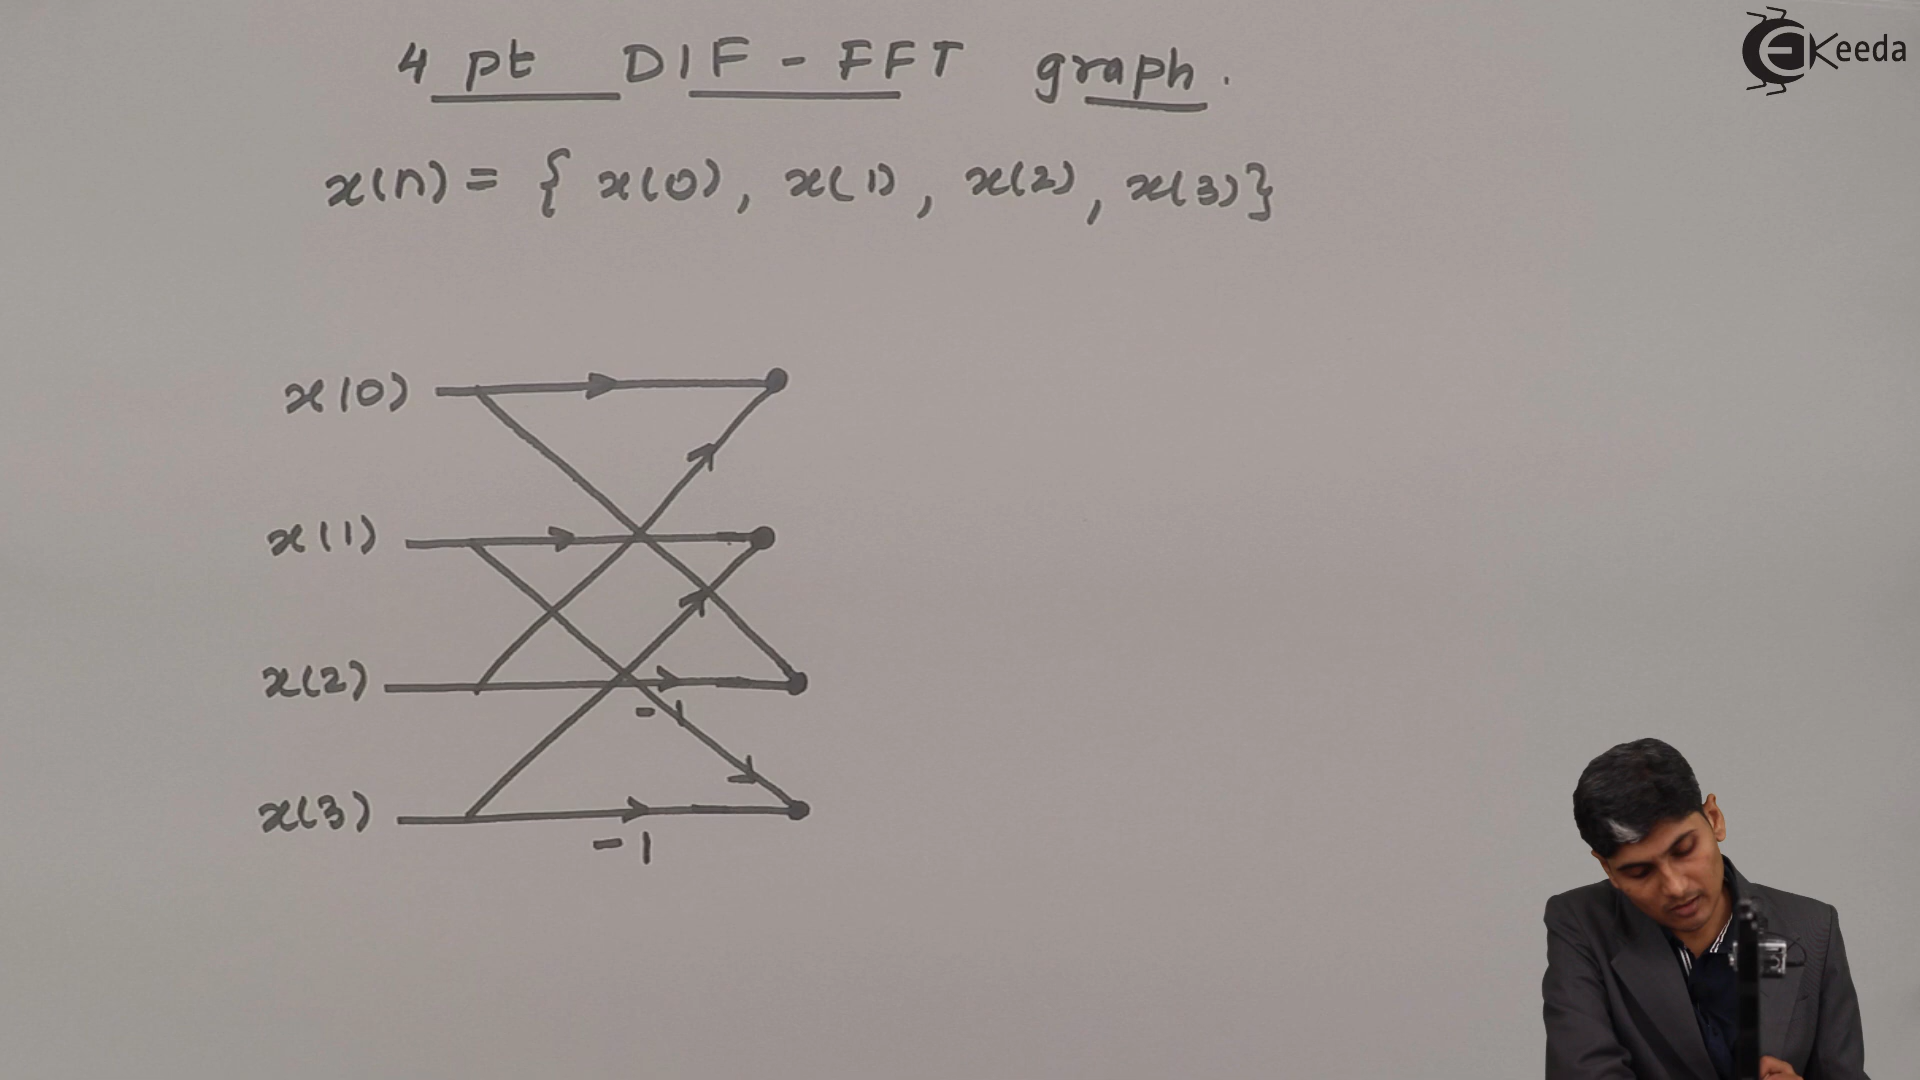 4 pt DIF - FFT graph.
x(n) = { x(0), x(1), x(2), x(3)}
x(0)
x(1)
x(2)
-1
x(3)
-1
Keeda